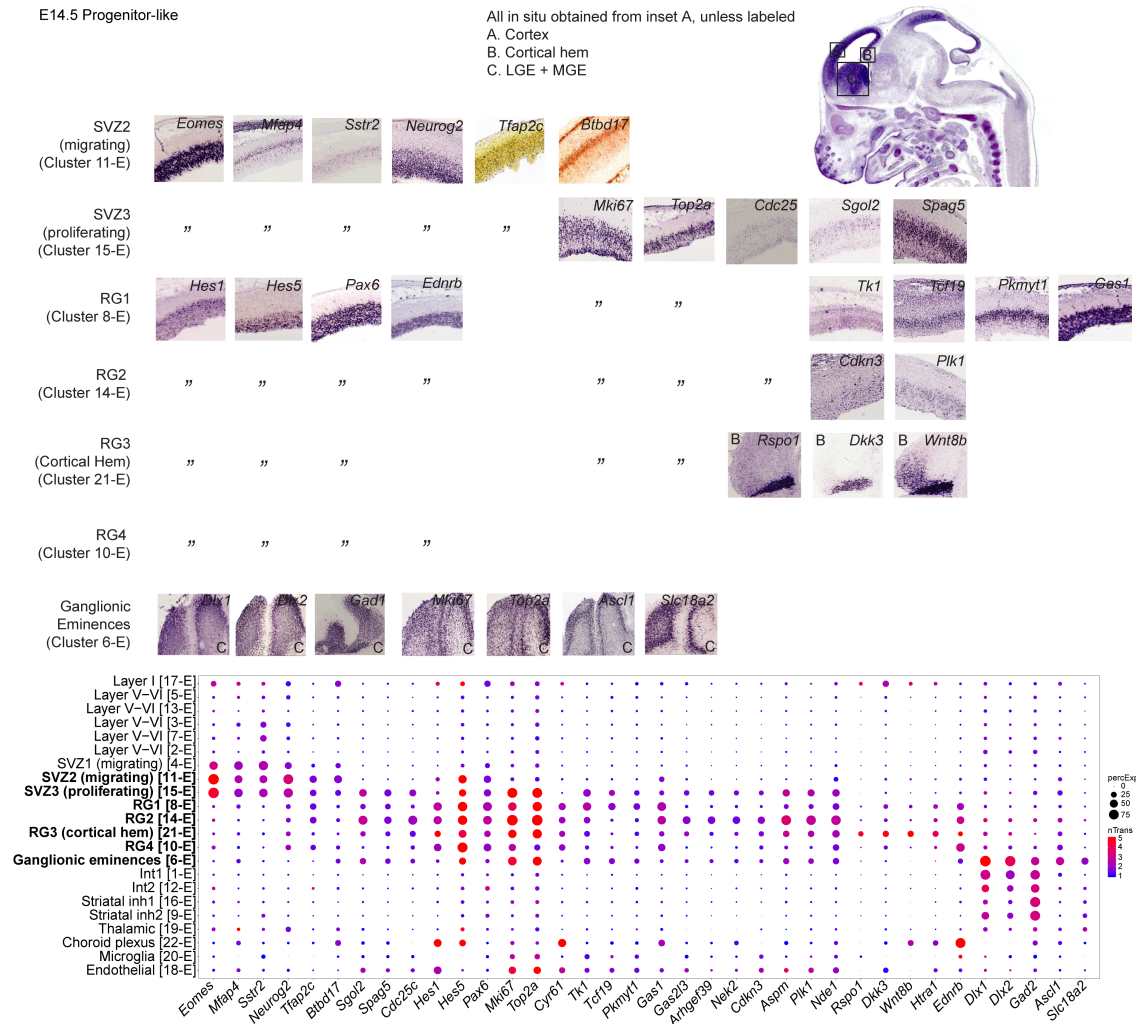 E14.5 Progenitor-like
All in situ obtained from inset A, unless labeled
A. Cortex
B. Cortical hem
C. LGE + MGE
A
B
C
SVZ2
(migrating)
(Cluster 11-E)
Eomes Mfap4 Sstr2 Neurog2 Tfap2c Btbd17
SVZ3
(proliferating)
(Cluster 15-E)
" " " " " Mki67 Top2a Cdc25 Sgol2 Spag5
RG1
(Cluster 8-E)
Hes1 Hes5 Pax6 Ednrb " " Tk1 Tcf19 Pkmyt1 Gas1
RG2
(Cluster 14-E)
" " " " " " " Cdkn3 Plk1
RG3
(Cortical Hem)
(Cluster 21-E)
" " " " " B Rspo1 B Dkk3 B Wnt8b
RG4
(Cluster 10-E)
" " " "
Ganglionic
Eminences
(Cluster 6-E)
Dlx1 Dlx2 Gad1 Mki67 Top2a Ascl1 Slc18a2
C C C C C C C
Layer I [17-E]
Layer V−VI [5-E]
Layer V−VI [13-E]
Layer V−VI [3-E]
Layer V−VI [7-E]
Layer V−VI [2-E]
SVZ1 (migrating) [4-E]
SVZ2 (migrating) [11-E]
SVZ3 (proliferating) [15-E]
RG1 [8-E]
RG2 [14-E]
RG3 (cortical hem) [21-E]
RG4 [10-E]
Ganglionic eminences [6-E]
Int1 [1-E]
Int2 [12-E]
Striatal inh1 [16-E]
Striatal inh2 [9-E]
Thalamic [19-E]
Choroid plexus [22-E]
Microglia [20-E]
Endothelial [18-E]
percExp
0
25
50
75
nTrans
5
4
3
2
1
Eomes Mfap4 Sstr2 Neurog2 Tfap2c Btbd17 Sgol2 Spag5 Cdc25c Hes1 Hes5 Pax6 Mki67 Top2a Cyr61 Tk1 Tcf19 Pkmyt1 Gas1 Gas2l3 Arhgef39 Nek2 Cdkn3 Aspm Plk1 Nde1 Rspo1 Dkk3 Wnt8b Htra1 Ednrb Dlx1 Dlx2 Gad2 Ascl1 Slc18a2